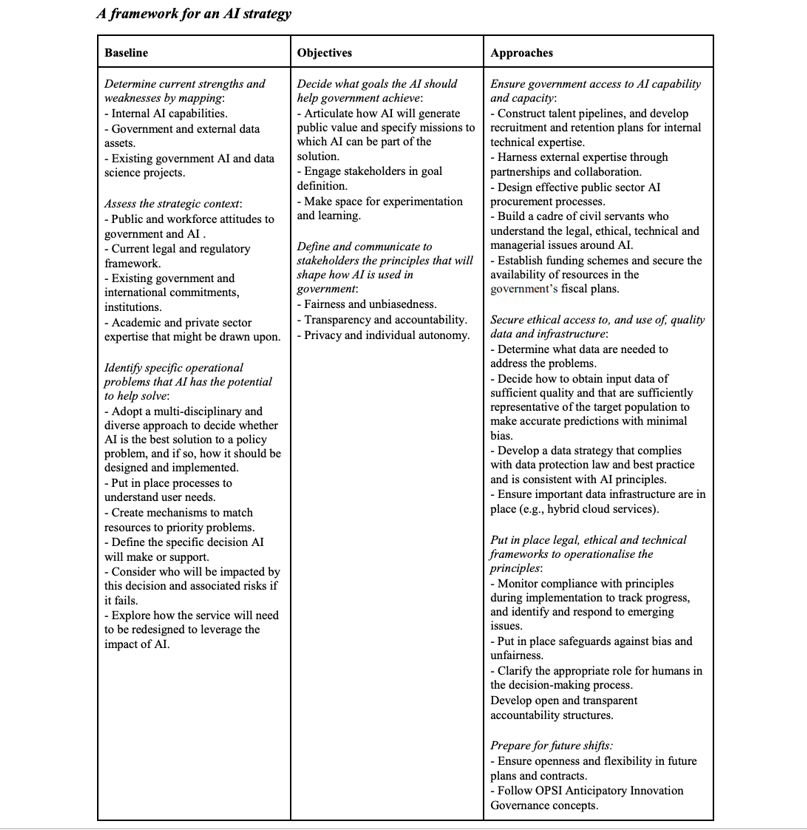 A framework for an AI strategy
Baseline
Determine current strengths and
weaknesses by mapping:
- Internal AI capabilities.
- Government and external data
assets.
- Existing government AI and data
science projects.
Assess the strategic context:
- Public and workforce attitudes to
government and AI .
- Current legal and regulatory
framework.
- Existing government and
international commitments,
institutions.
- Academic and private sector
expertise that might be drawn upon.
Identify specific operational
problems that AI has the potential
to help solve:
- Adopt a multi-disciplinary and
diverse approach to decide whether
AI is the best solution to a policy
problem, and if so, how it should be
designed and implemented.
- Put in place processes to
understand user needs.
- Create mechanisms to match
resources to priority problems.
- Define the specific decision AI
will make or support.
- Consider who will be impacted by
this decision and associated risks if
it fails.
- Explore how the service will need
to be redesigned to leverage the
impact of AI.
Objectives
Decide what goals the AI should
help government achieve:
- Articulate how AI will generate
public value and specify missions to
which AI can be part of the
solution.
- Engage stakeholders in goal
definition.
- Make space for experimentation
and learning.
Define and communicate to
stakeholders the principles that will
shape how AI is used in
government:
- Fairness and unbiasedness.
- Transparency and accountability.
- Privacy and individual autonomy.
Approaches
Ensure government access to AI capability
and capacity:
- Construct talent pipelines, and develop
recruitment and retention plans for internal
technical expertise.
- Harness external expertise through
partnerships and collaboration.
- Design effective public sector AI
procurement processes.
- Build a cadre of civil servants who
understand the legal, ethical, technical and
managerial issues around AI.
- Establish funding schemes and secure the
availability of resources in the
government’s fiscal plans.
Secure ethical access to, and use of, quality
data and infrastructure:
- Determine what data are needed to
address the problems.
- Decide how to obtain input data of
sufficient quality and that are sufficiently
representative of the target population to
make accurate predictions with minimal
bias.
- Develop a data strategy that complies
with data protection law and best practice
and is consistent with AI principles.
- Ensure important data infrastructure are in
place (e.g., hybrid cloud services).
Put in place legal, ethical and technical
frameworks to operationalise the
principles:
- Monitor compliance with principles
during implementation to track progress,
and identify and respond to emerging
issues.
- Put in place safeguards against bias and
unfairness.
- Clarify the appropriate role for humans in
the decision-making process.
Develop open and transparent
accountability structures.
Prepare for future shifts:
- Ensure openness and flexibility in future
plans and contracts.
- Follow OPSI Anticipatory Innovation
Governance concepts.